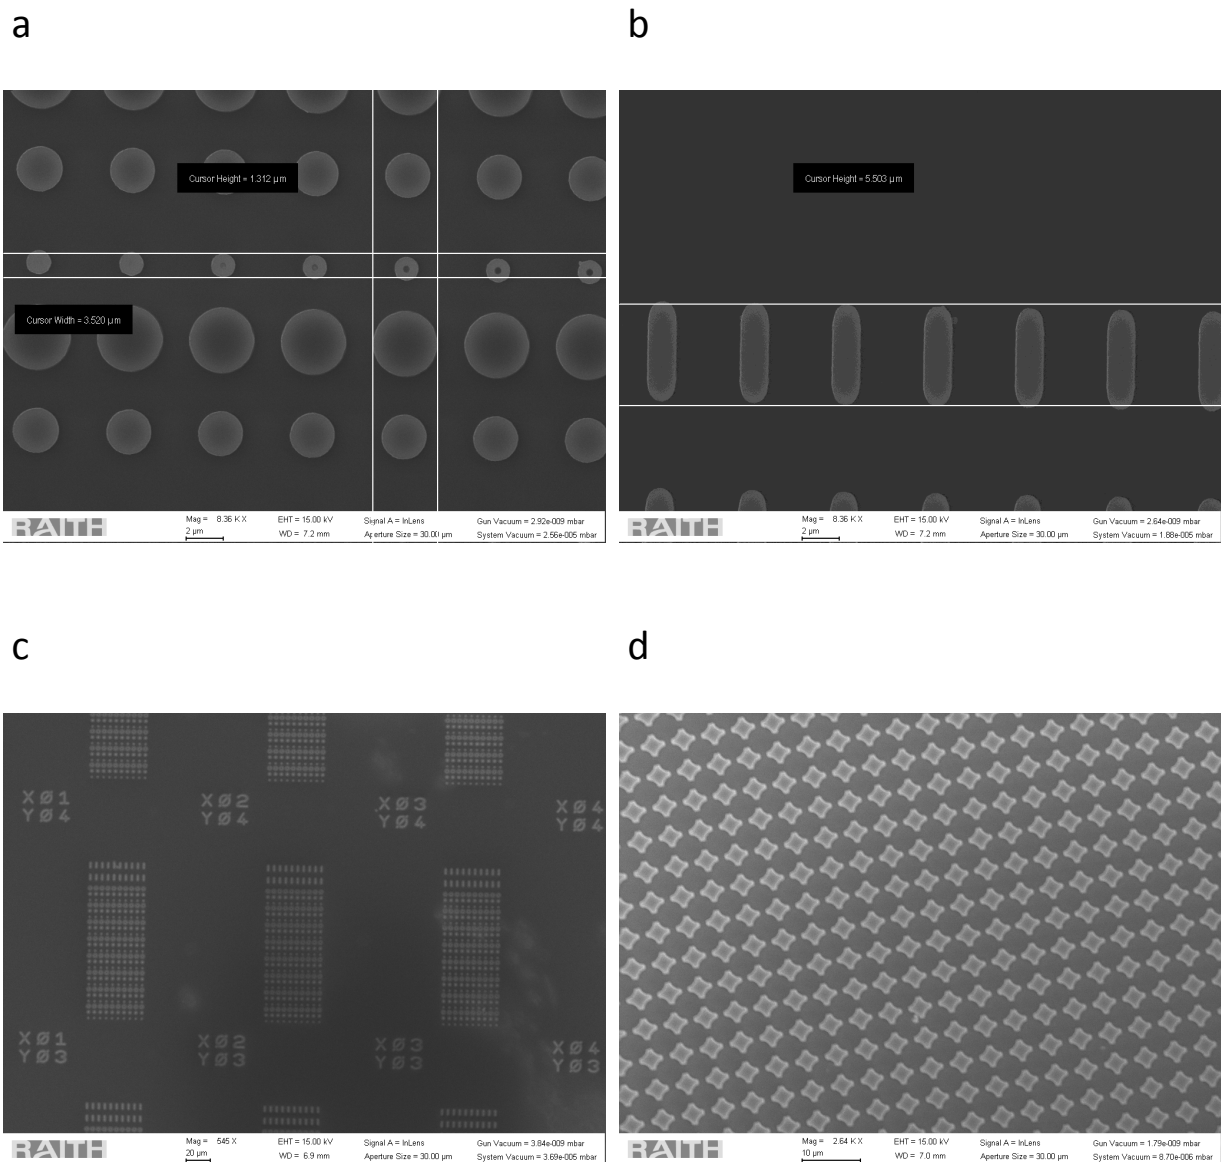 a
b
Cursor Height = 1.312 µm
Cursor Width = 3.520 µm
RAITH
Mag = 8.36 K X
2 µm
EHT = 15.00 kV
WD = 7.2 mm
Signal A = InLens
Aperture Size = 30.00 µm
Gun Vacuum = 2.92e-009 mbar
System Vacuum = 2.56e-005 mbar
Cursor Height = 5.503 µm
RAITH
Mag = 8.36 K X
2 µm
EHT = 15.00 kV
WD = 7.2 mm
Signal A = InLens
Aperture Size = 30.00 µm
Gun Vacuum = 2.64e-009 mbar
System Vacuum = 1.88e-005 mbar
c
d
XØ1 XØ2 XØ3 XØ4
YØ4 YØ4 YØ4 YØ4
XØ1 XØ2 XØ3 XØ4
YØ3 YØ3 YØ3 YØ3
RAITH
Mag = 545 X
20 µm
EHT = 15.00 kV
WD = 6.9 mm
Signal A = InLens
Aperture Size = 30.00 µm
Gun Vacuum = 3.84e-009 mbar
System Vacuum = 3.69e-005 mbar
RAITH
Mag = 2.64 K X
10 µm
EHT = 15.00 kV
WD = 7.0 mm
Signal A = InLens
Aperture Size = 30.00 µm
Gun Vacuum = 1.79e-009 mbar
System Vacuum = 8.70e-006 mbar